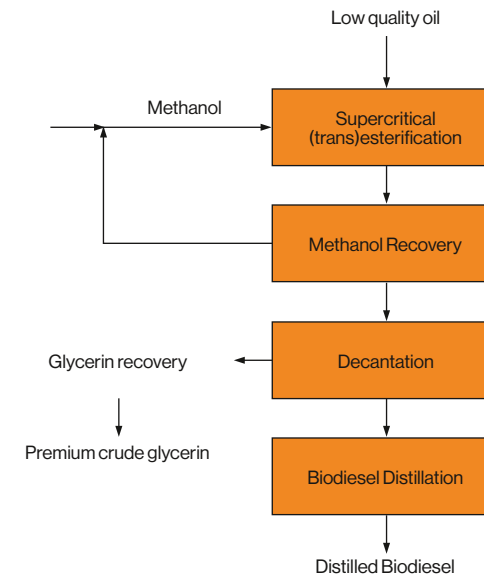 Low quality oil
Methanol
Supercritical
(trans)esterification
Methanol Recovery
Glycerin recovery
Decantation
Premium crude glycerin
Biodiesel Distillation
Distilled Biodiesel